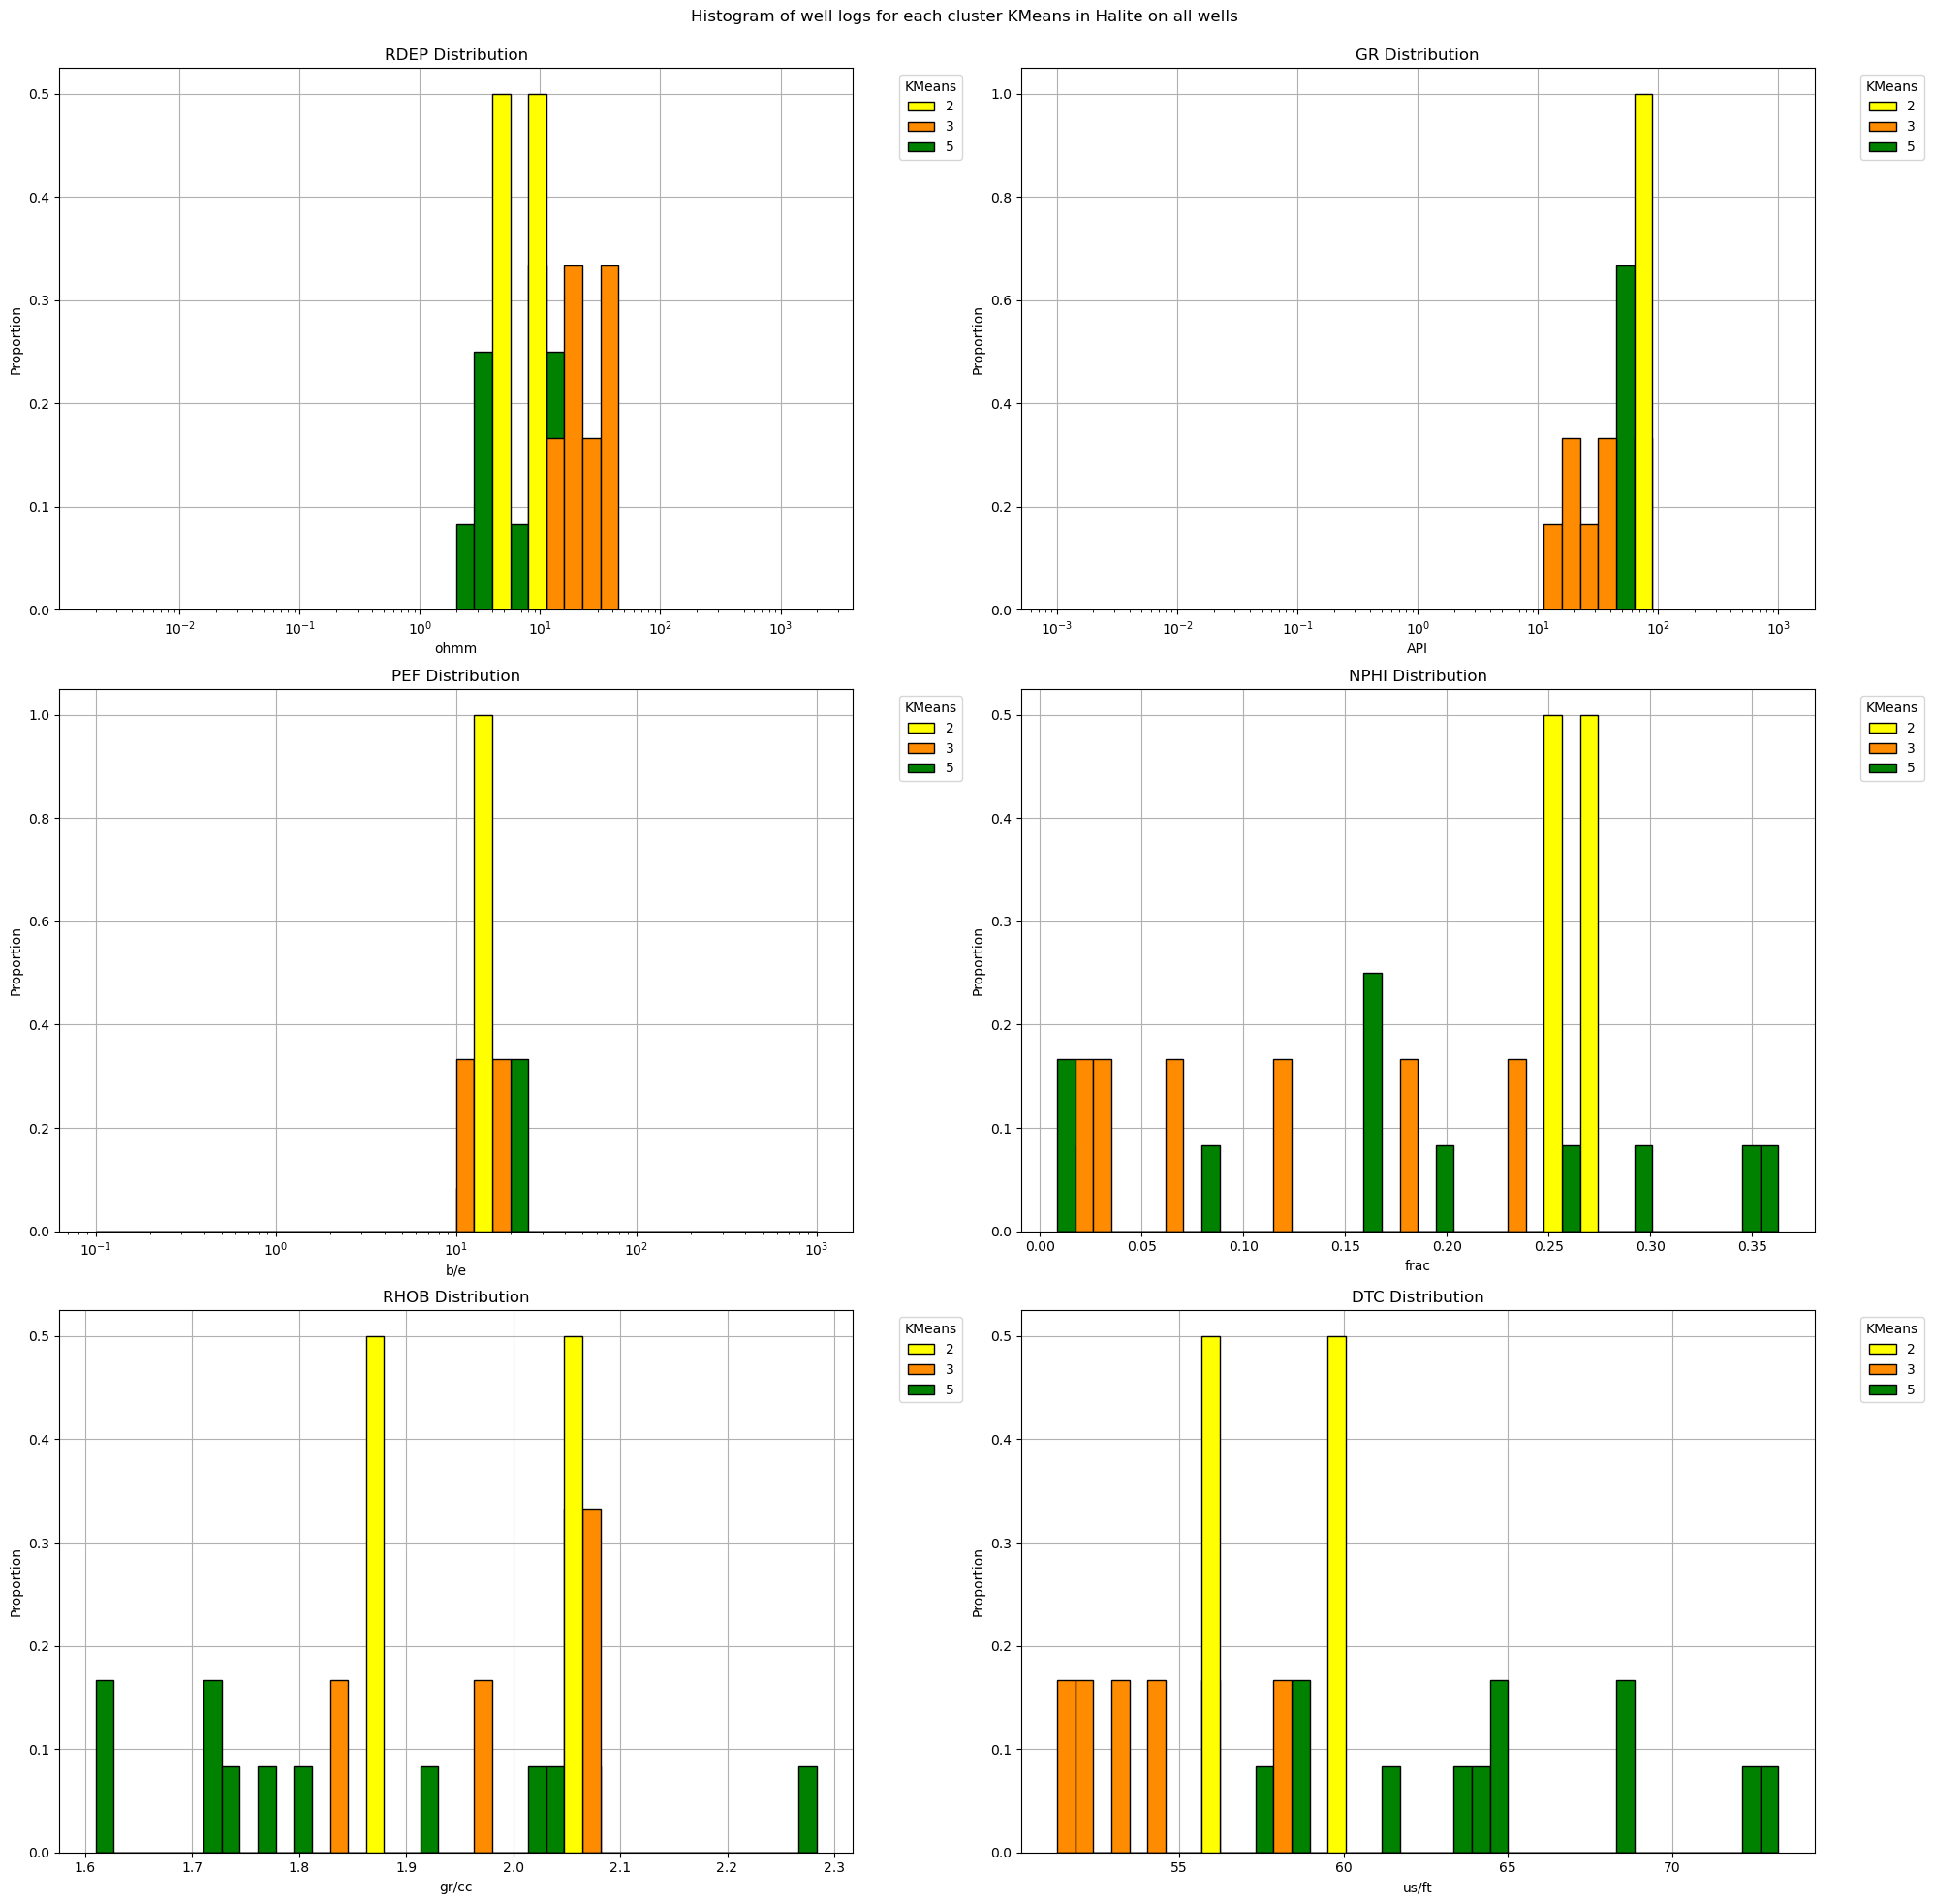 Histogram of well logs for each cluster KMeans in Halite on all wells
RDEP Distribution
Proportion
0.5
0.4
0.3
0.2
0.1
0.0
10⁻² 10⁻¹ 10⁰ 10¹ 10² 10³
ohmm
KMeans
2
3
5
GR Distribution
Proportion
1.0
0.8
0.6
0.4
0.2
0.0
10⁻³ 10⁻² 10⁻¹ 10⁰ 10¹ 10² 10³
API
KMeans
2
3
5
PEF Distribution
Proportion
1.0
0.8
0.6
0.4
0.2
0.0
10⁻¹ 10⁰ 10¹ 10² 10³
b/e
KMeans
2
3
5
NPHI Distribution
Proportion
0.5
0.4
0.3
0.2
0.1
0.0
0.00 0.05 0.10 0.15 0.20 0.25 0.30 0.35
frac
KMeans
2
3
5
RHOB Distribution
Proportion
0.5
0.4
0.3
0.2
0.1
0.0
1.6 1.7 1.8 1.9 2.0 2.1 2.2 2.3
gr/cc
KMeans
2
3
5
DTC Distribution
Proportion
0.5
0.4
0.3
0.2
0.1
0.0
55 60 65 70
us/ft
KMeans
2
3
5